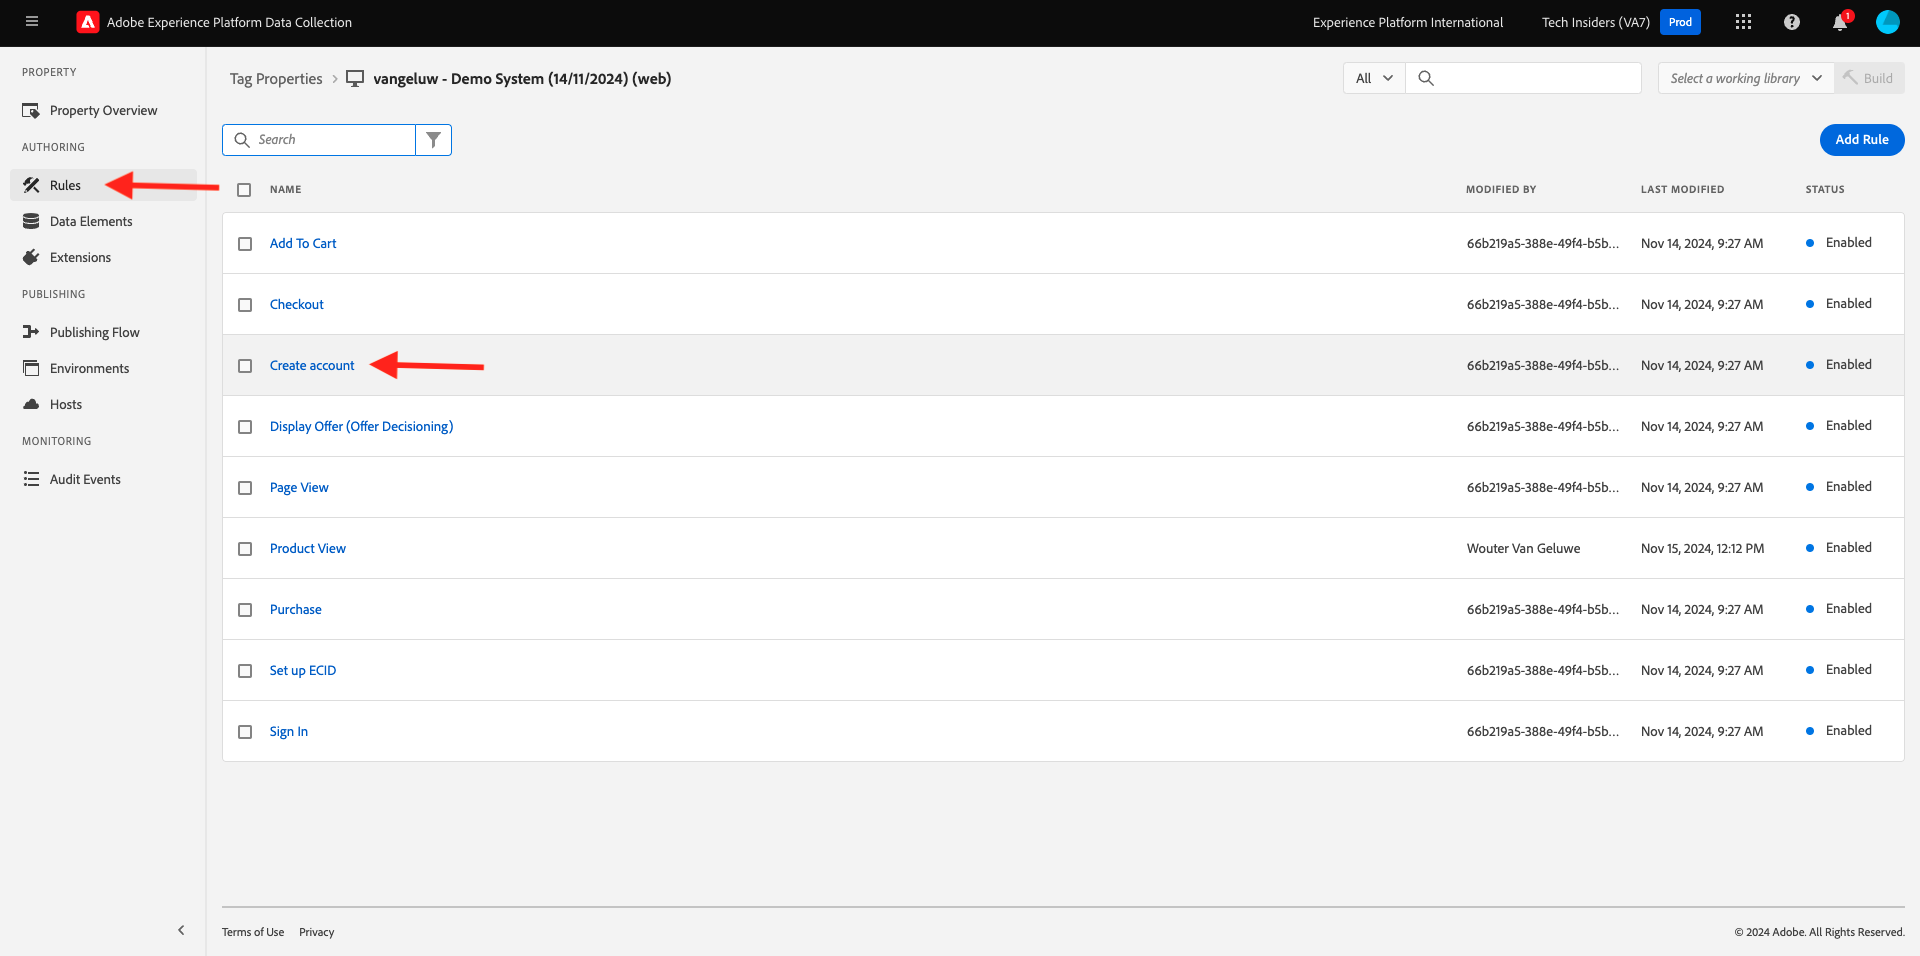 Adobe Experience Platform Data Collection
Experience Platform International
Tech Insiders (VA7)
Prod
1
PROPERTY
Property Overview
AUTHORING
Rules
Data Elements
Extensions
PUBLISHING
Publishing Flow
Environments
Hosts
MONITORING
Audit Events
Tag Properties > vangeluw - Demo System (14/11/2024) (web)
All
Select a working library
Build
Search
Add Rule
NAME MODIFIED BY LAST MODIFIED STATUS
Add To Cart 66b219a5-388e-49f4-b5b... Nov 14, 2024, 9:27 AM Enabled
Checkout 66b219a5-388e-49f4-b5b... Nov 14, 2024, 9:27 AM Enabled
Create account 66b219a5-388e-49f4-b5b... Nov 14, 2024, 9:27 AM Enabled
Display Offer (Offer Decisioning) 66b219a5-388e-49f4-b5b... Nov 14, 2024, 9:27 AM Enabled
Page View 66b219a5-388e-49f4-b5b... Nov 14, 2024, 9:27 AM Enabled
Product View Wouter Van Geluwe Nov 15, 2024, 12:12 PM Enabled
Purchase 66b219a5-388e-49f4-b5b... Nov 14, 2024, 9:27 AM Enabled
Set up ECID 66b219a5-388e-49f4-b5b... Nov 14, 2024, 9:27 AM Enabled
Sign In 66b219a5-388e-49f4-b5b... Nov 14, 2024, 9:27 AM Enabled
Terms of Use Privacy
© 2024 Adobe. All Rights Reserved.